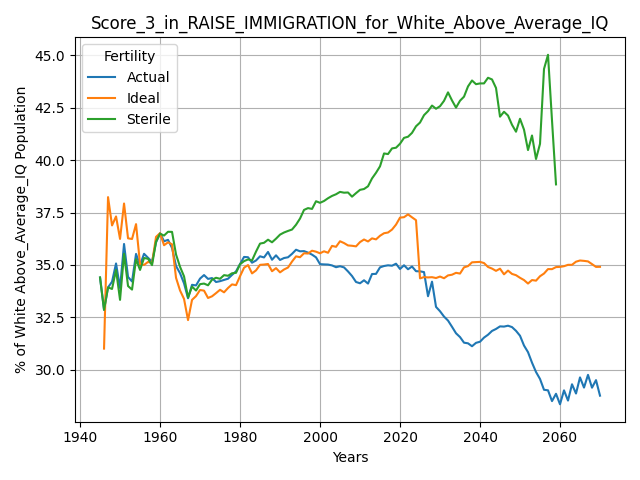 Score_3_in_RAISE_IMMIGRATION_for_White_Above_Average_IQ
Fertility
Actual
Ideal
Sterile
% of White Above_Average_IQ Population
45.0
42.5
40.0
37.5
35.0
32.5
30.0
1940
1960
1980
2000
2020
2040
2060
Years